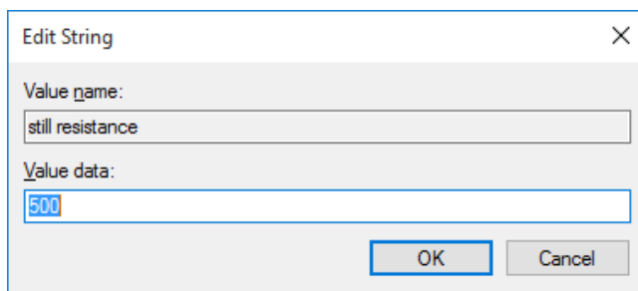 Edit String
Value name:
still resistance
Value data:
500
OK Cancel